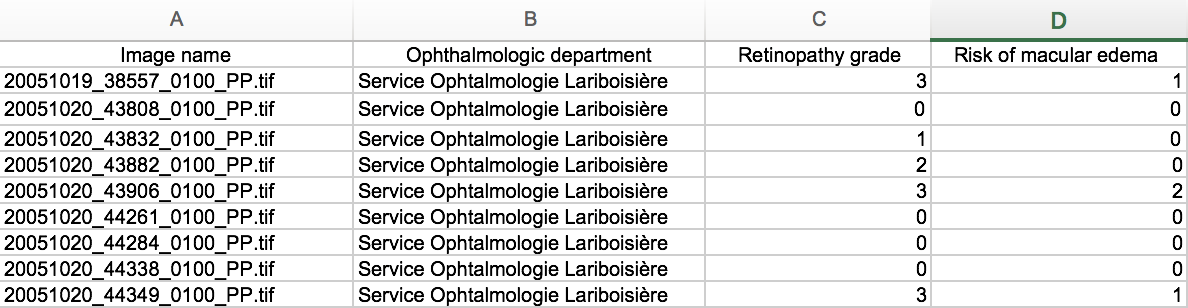 A B C D
Image name Ophthalmologic department Retinopathy grade Risk of macular edema
20051019_38557_0100_PP.tif Service Ophtalmologie Lariboisière 3 1
20051020_43808_0100_PP.tif Service Ophtalmologie Lariboisière 0 0
20051020_43832_0100_PP.tif Service Ophtalmologie Lariboisière 1 0
20051020_43882_0100_PP.tif Service Ophtalmologie Lariboisière 2 0
20051020_43906_0100_PP.tif Service Ophtalmologie Lariboisière 3 2
20051020_44261_0100_PP.tif Service Ophtalmologie Lariboisière 0 0
20051020_44284_0100_PP.tif Service Ophtalmologie Lariboisière 0 0
20051020_44338_0100_PP.tif Service Ophtalmologie Lariboisière 0 0
20051020_44349_0100_PP.tif Service Ophtalmologie Lariboisière 3 1